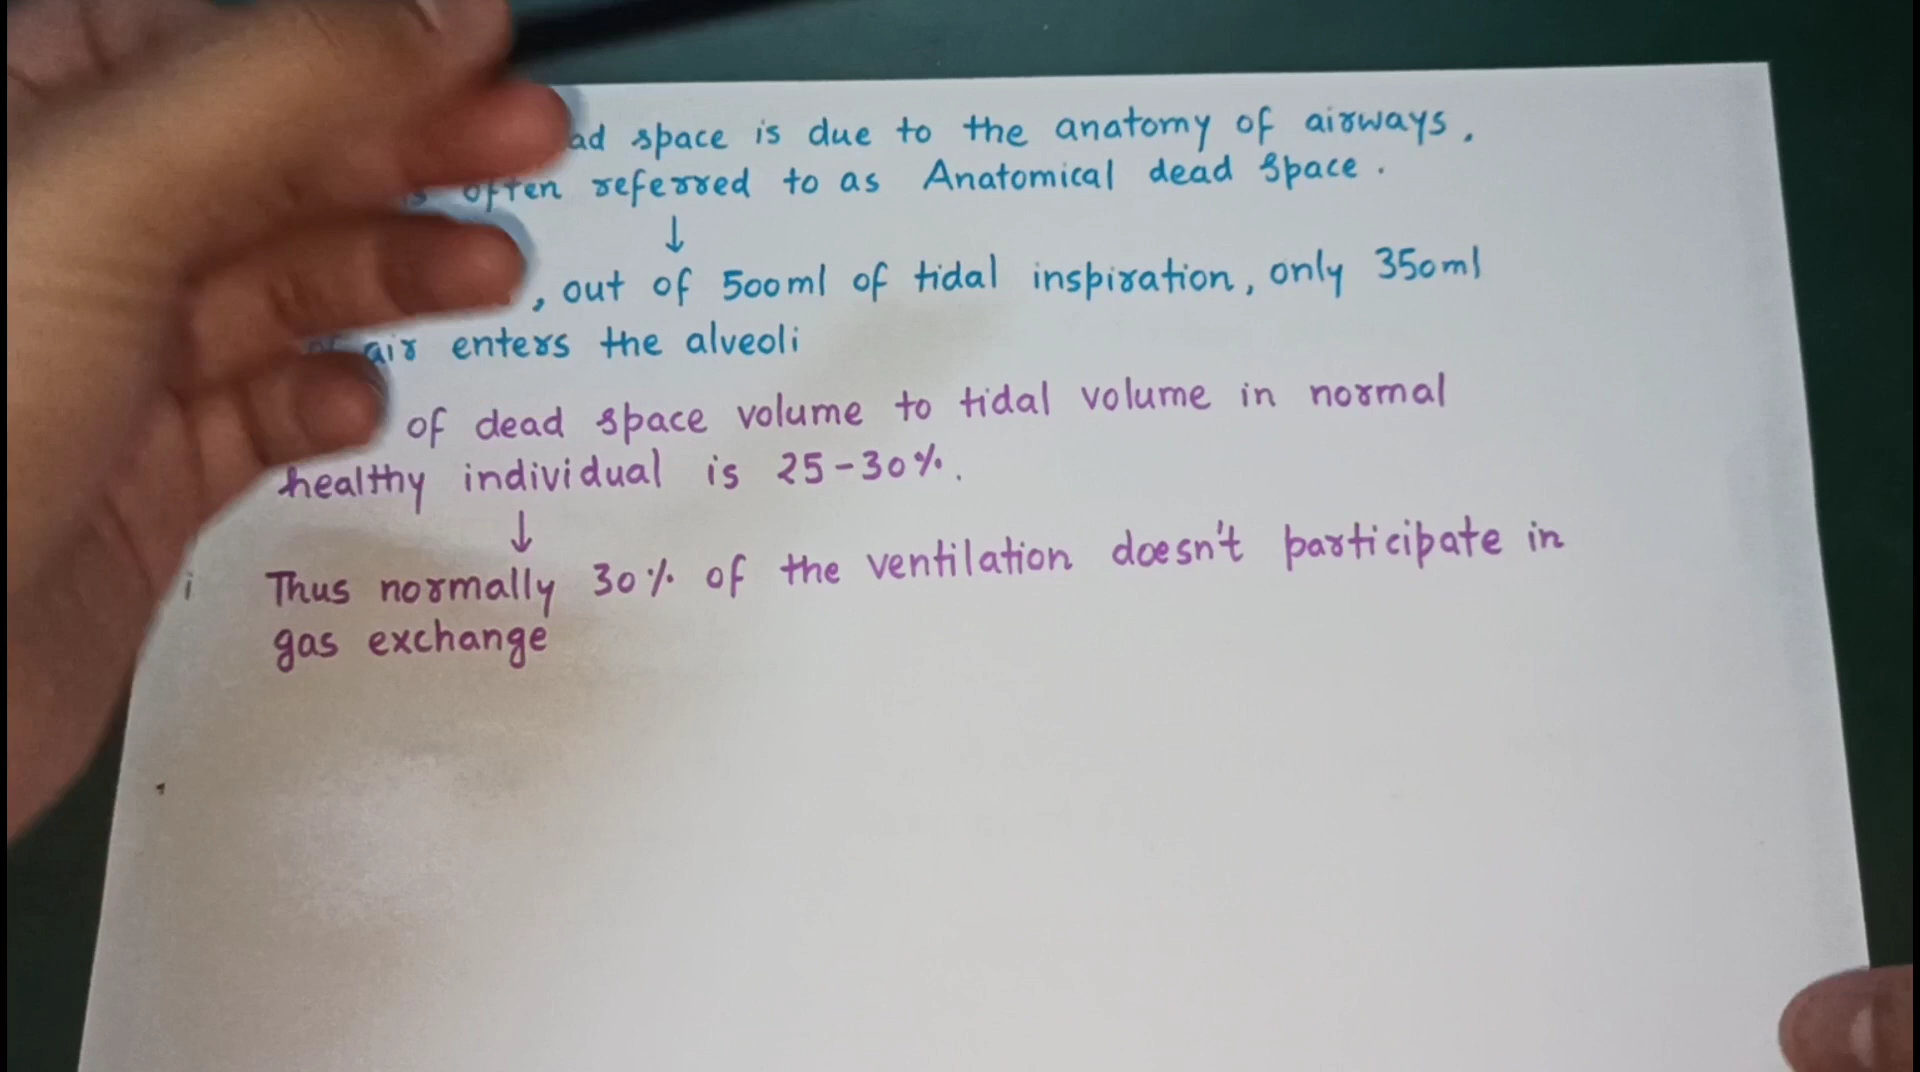 space is due to the anatomy of airways.
often referred to as Anatomical dead space.
↓
, out of 500ml of tidal inspiration, only 350ml
air enters the alveoli
of dead space volume to tidal volume in normal
healthy individual is 25-30%.
↓
Thus normally 30% of the ventilation doesn't participate in
gas exchange